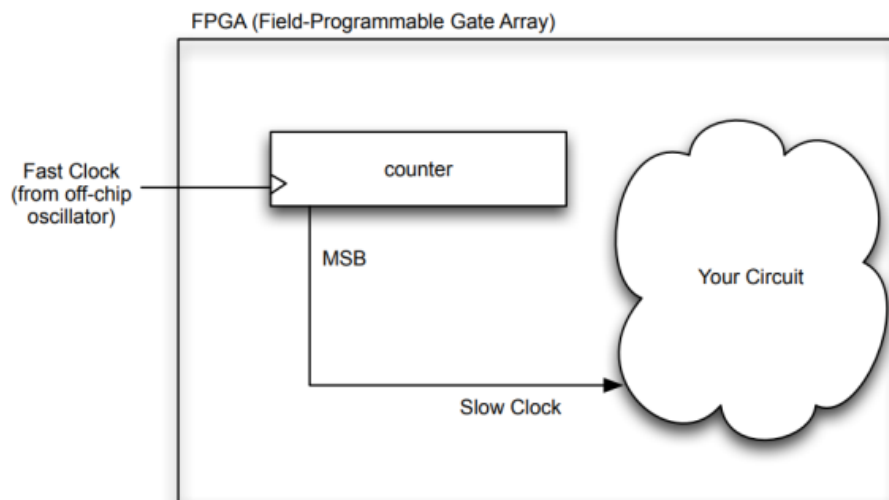 FPGA (Field-Programmable Gate Array)
counter
Fast Clock
(from off-chip
oscillator)
MSB
Your Circuit
Slow Clock